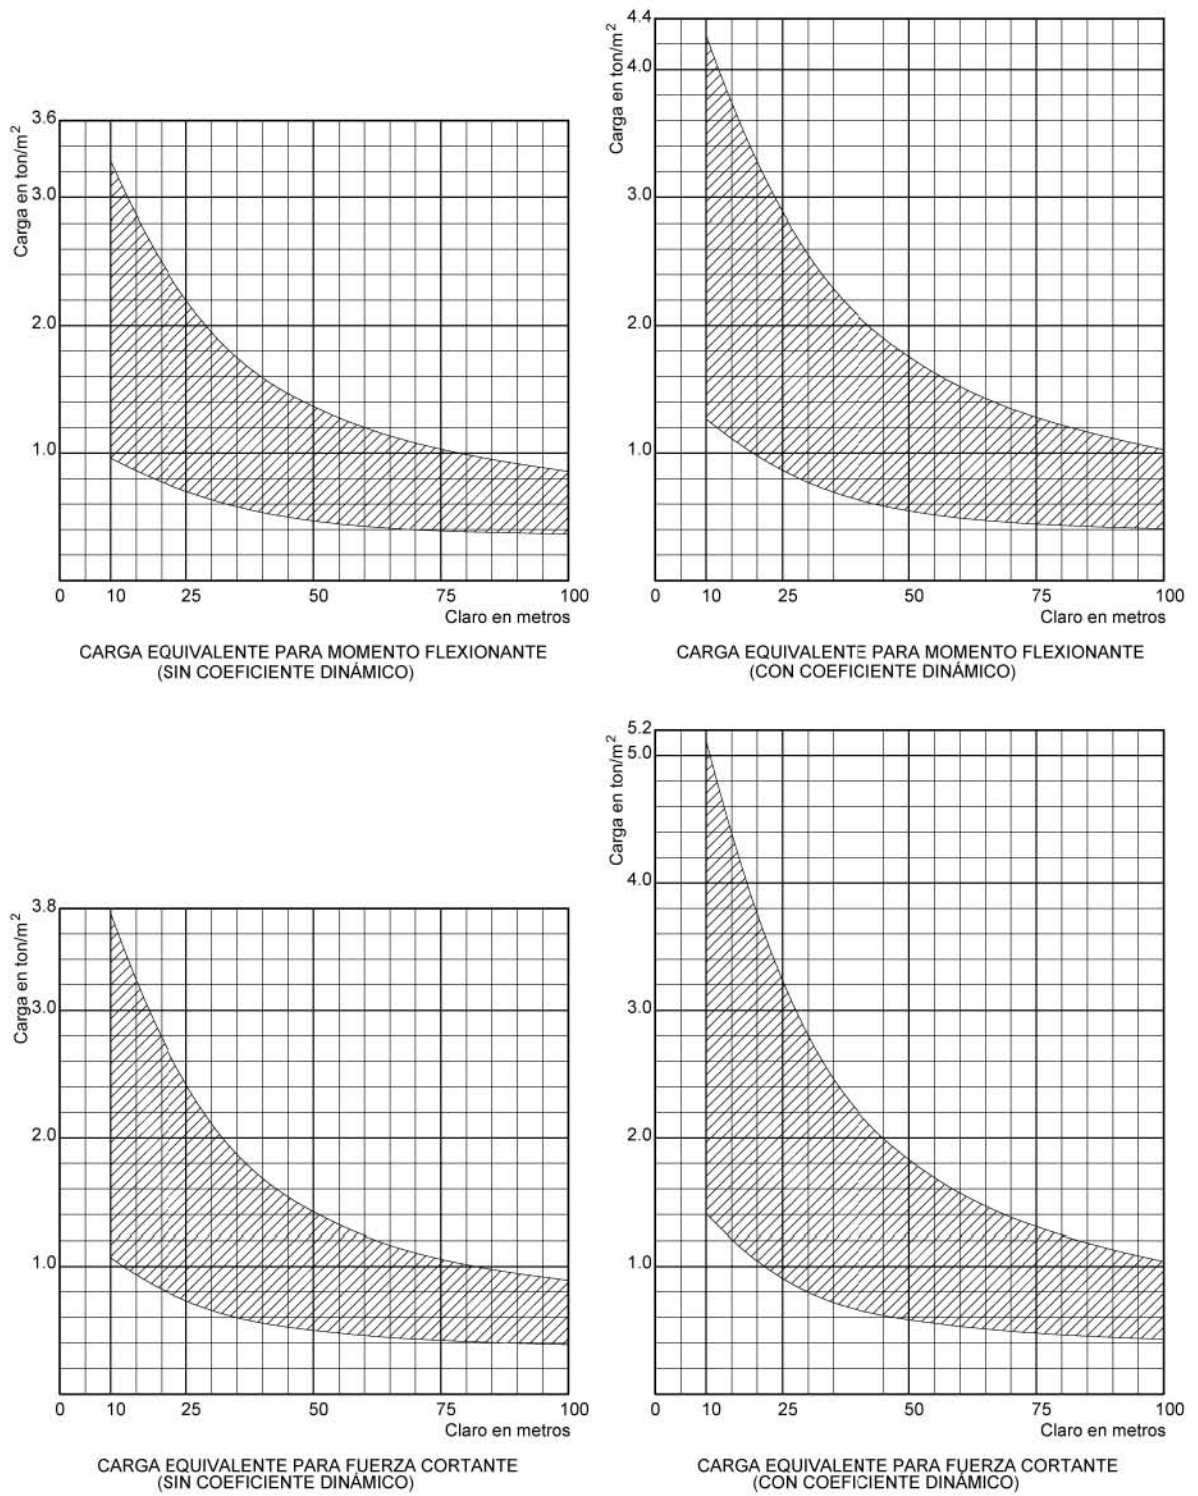 3.6
3.0
2.0
1.0
Carga en ton/m²
0 10 25 50 75 100
Claro en metros
CARGA EQUIVALENTE PARA MOMENTO FLEXIONANTE
(SIN COEFICIENTE DINÁMICO)
4.4
4.0
3.0
2.0
1.0
Carga en ton/m²
0 10 25 50 75 100
Claro en metros
CARGA EQUIVALENTE PARA MOMENTO FLEXIONANTE
(CON COEFICIENTE DINÁMICO)
3.8
3.0
2.0
1.0
Carga en ton/m²
0 10 25 50 75 100
Claro en metros
CARGA EQUIVALENTE PARA FUERZA CORTANTE
(SIN COEFICIENTE DINÁMICO)
5.2
5.0
4.0
3.0
2.0
1.0
Carga en ton/m²
0 10 25 50 75 100
Claro en metros
CARGA EQUIVALENTE PARA FUERZA CORTANTE
(CON COEFICIENTE DINÁMICO)